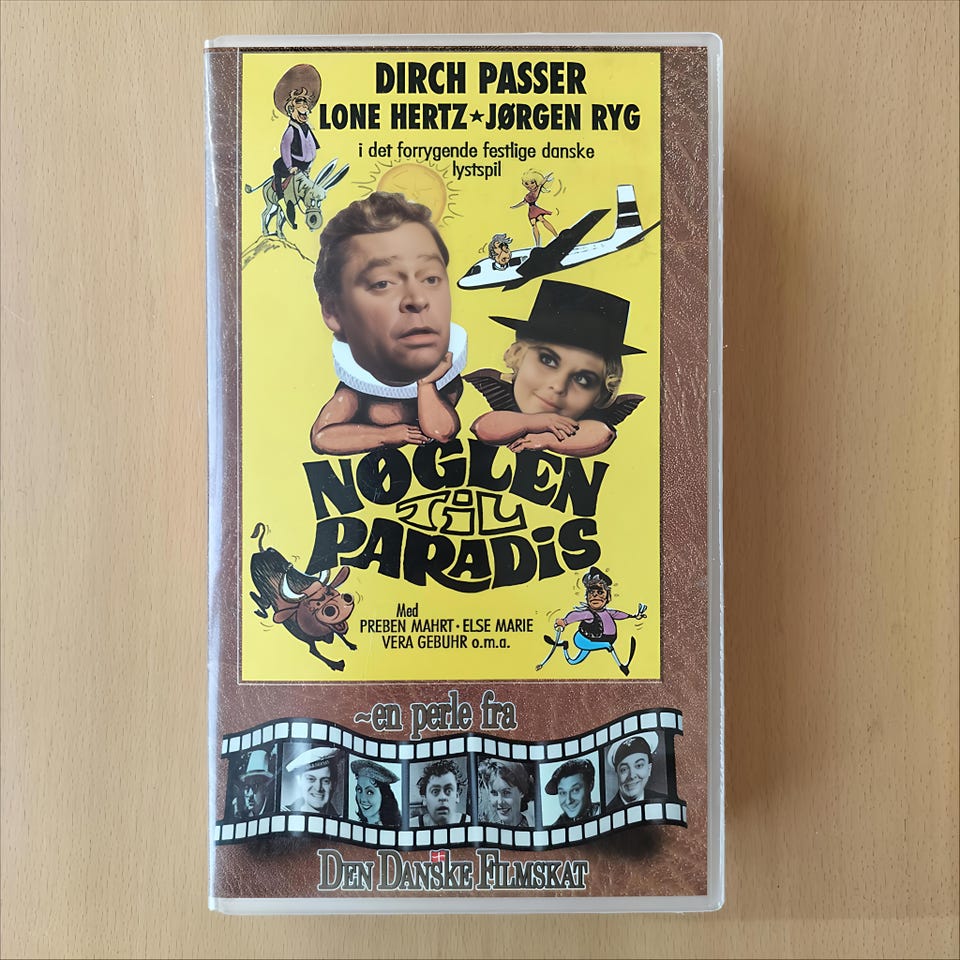 DIRCH PASSER
LONE HERTZ★JØRGEN RYG
i det forrygende festlige danske
lystspil
NØGLEN
TiL
PARADiS
Med
PREBEN MAHRT · ELSE MARIE
VERA GEBUHR o.m.a.
~en perle fra
DEN DANSKE FILMSKAT